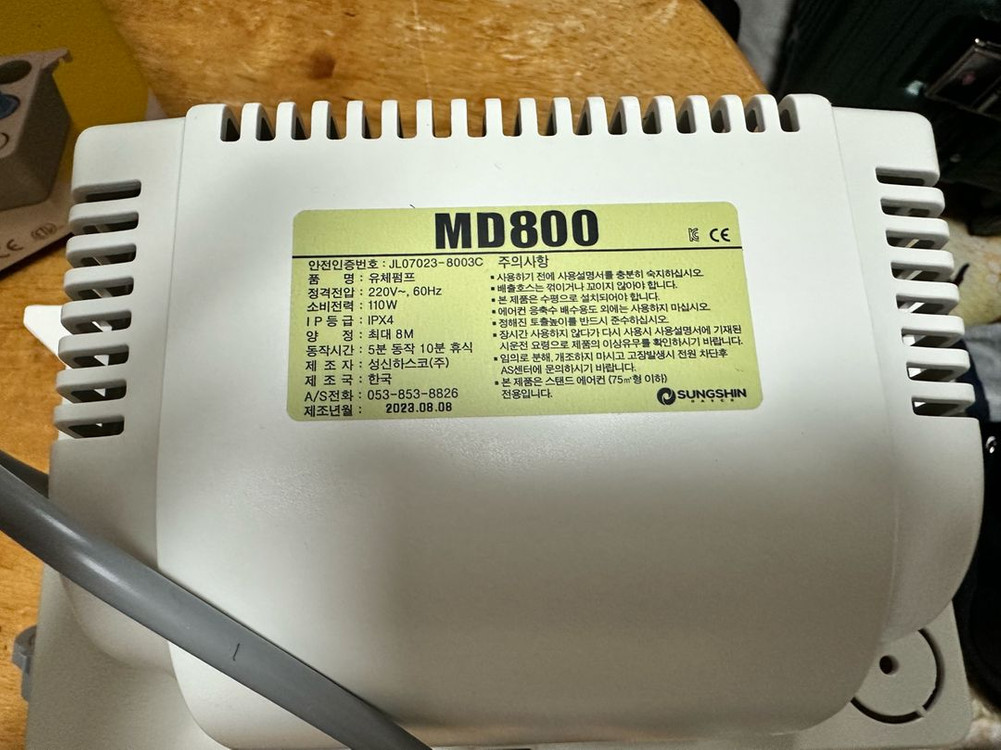 MD800
CE
안전인증번호 : JL07023-8003C
품 명 : 유체펌프
정격전압 : 220V~, 60Hz
소비전력 : 110W
I P 등 급 : IPX4
양 정 : 최대 8M
동작시간 : 5분 동작 10분 휴식
제 조 자 : 성신하스코(주)
제 조 국 : 한국
A/S전화 : 053-853-8826
제조년월 : 2023.08.08
주의사항
▪ 사용하기 전에 사용설명서를 충분히 숙지하십시오.
▪ 배출호스는 꺾이거나 꼬이지 않아야 합니다.
▪ 본 제품은 수평으로 설치되어야 합니다.
▪ 에어컨 응축수 배수용도 외에는 사용하지 마십시오.
▪ 정해진 토출높이를 반드시 준수하십시오.
▪ 장시간 사용하지 않다가 다시 사용시 사용설명서에 기재된
시운전 요령으로 제품의 이상유무를 확인하시기 바랍니다.
▪ 임의로 분해, 개조하지 마시고 고장발생시 전원 차단후
AS센터에 문의하시기 바랍니다.
▪ 본 제품은 스탠드 에어컨 (75㎡형 이하)
전용입니다.
SUNGSHIN
HASCO